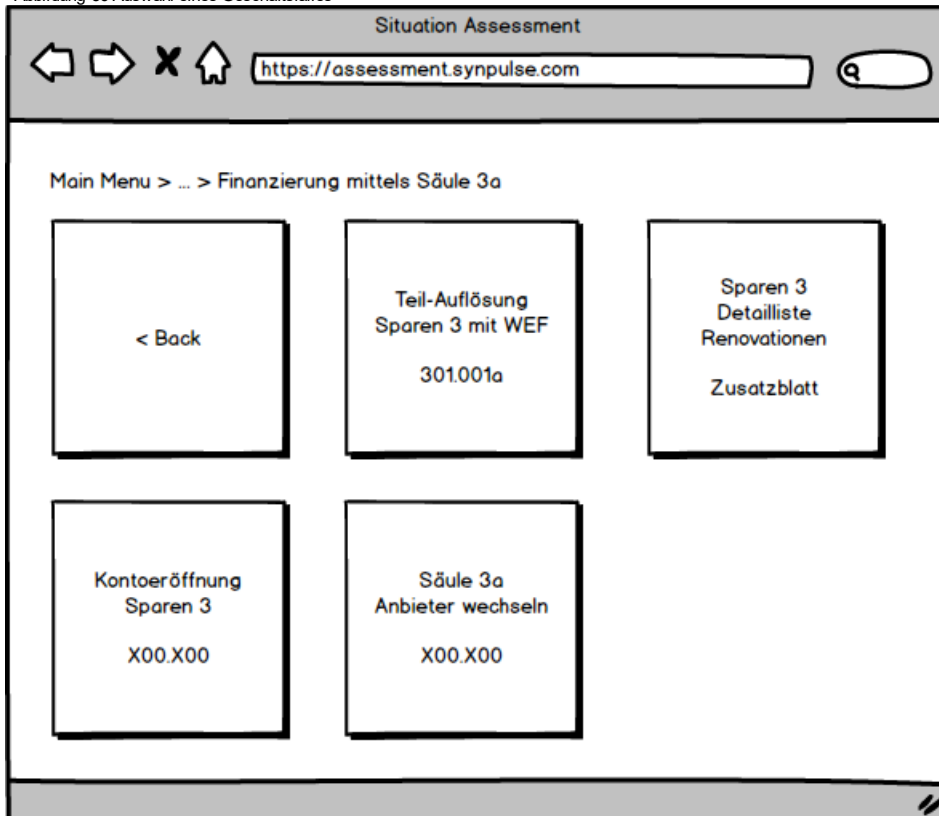 Situation Assessment
https://assessment.synpulse.com
Main Menu > ... > Finanzierung mittels Säule 3a
< Back
Teil-Auflösung
Sparen 3 mit WEF
301.001a
Sparen 3
Detailliste
Renovationen
Zusatzblatt
Kontoeröffnung
Sparen 3
X00.X00
Säule 3a
Anbieter wechseln
X00.X00